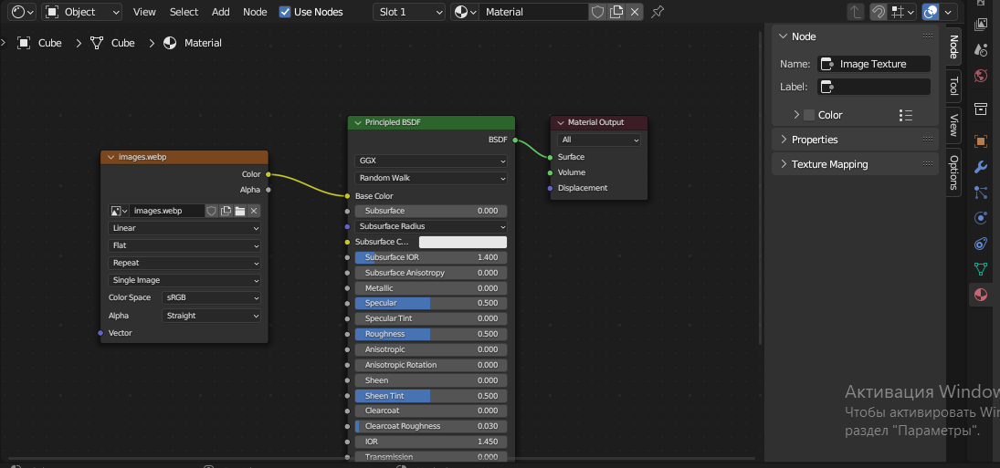 Object View Select Add Node Use Nodes Slot 1 Material
Cube Cube Material
Node
Name: Image Texture
Label:
Color
Properties
Texture Mapping
Node
Tool
View
Options
images.webp
Color
Alpha
images.webp
Linear
Flat
Repeat
Single Image
Color Space sRGB
Alpha Straight
Vector
Principled BSDF
BSDF
GGX
Random Walk
Base Color
Subsurface 0.000
Subsurface Radius
Subsurface C...
Subsurface IOR 1.400
Subsurface Anisotropy 0.000
Metallic 0.000
Specular 0.500
Specular Tint 0.000
Roughness 0.500
Anisotropic 0.000
Anisotropic Rotation 0.000
Sheen 0.000
Sheen Tint 0.500
Clearcoat 0.000
Clearcoat Roughness 0.030
IOR 1.450
Transmission 0.000
Material Output
All
Surface
Volume
Displacement
Активация Window
Чтобы активировать Win
раздел "Параметры".